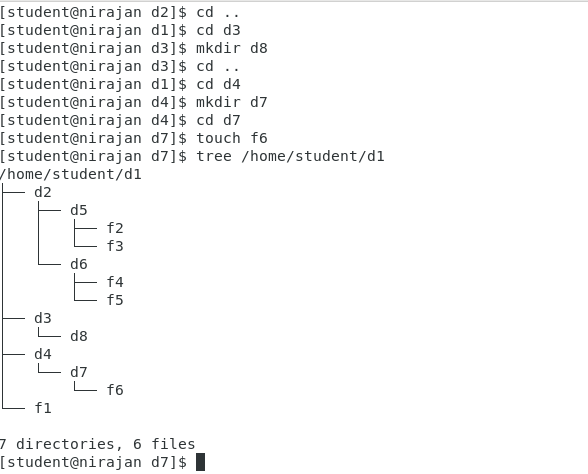 [student@nirajan d2]$ cd ..
[student@nirajan d1]$ cd d3
[student@nirajan d3]$ mkdir d8
[student@nirajan d3]$ cd ..
[student@nirajan d1]$ cd d4
[student@nirajan d4]$ mkdir d7
[student@nirajan d4]$ cd d7
[student@nirajan d7]$ touch f6
[student@nirajan d7]$ tree /home/student/d1
/home/student/d1
├── d2
│   ├── d5
│   │   ├── f2
│   │   └── f3
│   └── d6
│       ├── f4
│       └── f5
├── d3
│   └── d8
├── d4
│   └── d7
│       └── f6
└── f1

7 directories, 6 files
[student@nirajan d7]$